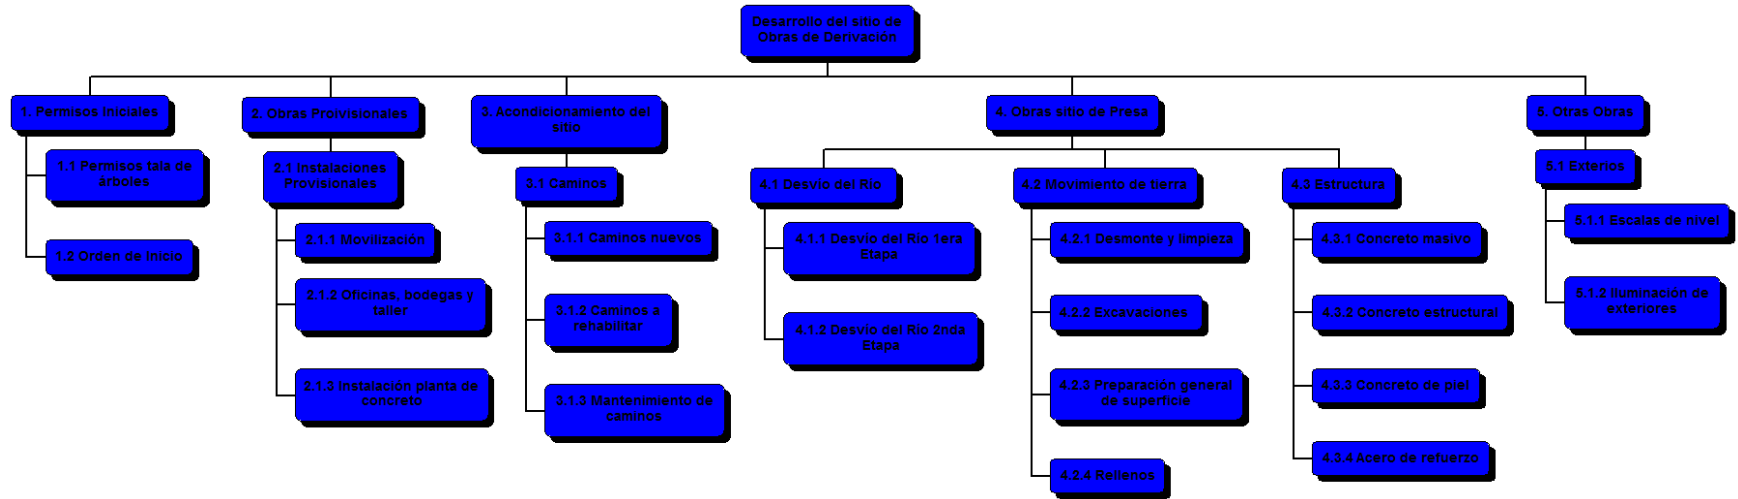 Desarrollo del sitio de
Obras de Derivación
1. Permisos Iniciales
1.1 Permisos tala de
árboles
1.2 Orden de Inicio
2. Obras Proivisionales
2.1 Instalaciones
Provisionales
2.1.1 Movilización
2.1.2 Oficinas, bodegas y
taller
2.1.3 Instalación planta de
concreto
3. Acondicionamiento del
sitio
3.1 Caminos
3.1.1 Caminos nuevos
3.1.2 Caminos a
rehabilitar
3.1.3 Mantenimiento de
caminos
4. Obras sitio de Presa
4.1 Desvío del Río
4.1.1 Desvío del Río 1era
Etapa
4.1.2 Desvío del Río 2nda
Etapa
4.2 Movimiento de tierra
4.2.1 Desmonte y limpieza
4.2.2 Excavaciones
4.2.3 Preparación general
de superficie
4.2.4 Rellenos
4.3 Estructura
4.3.1 Concreto masivo
4.3.2 Concreto estructural
4.3.3 Concreto de piel
4.3.4 Acero de refuerzo
5. Otras Obras
5.1 Exterios
5.1.1 Escalas de nivel
5.1.2 Iluminación de
exteriores